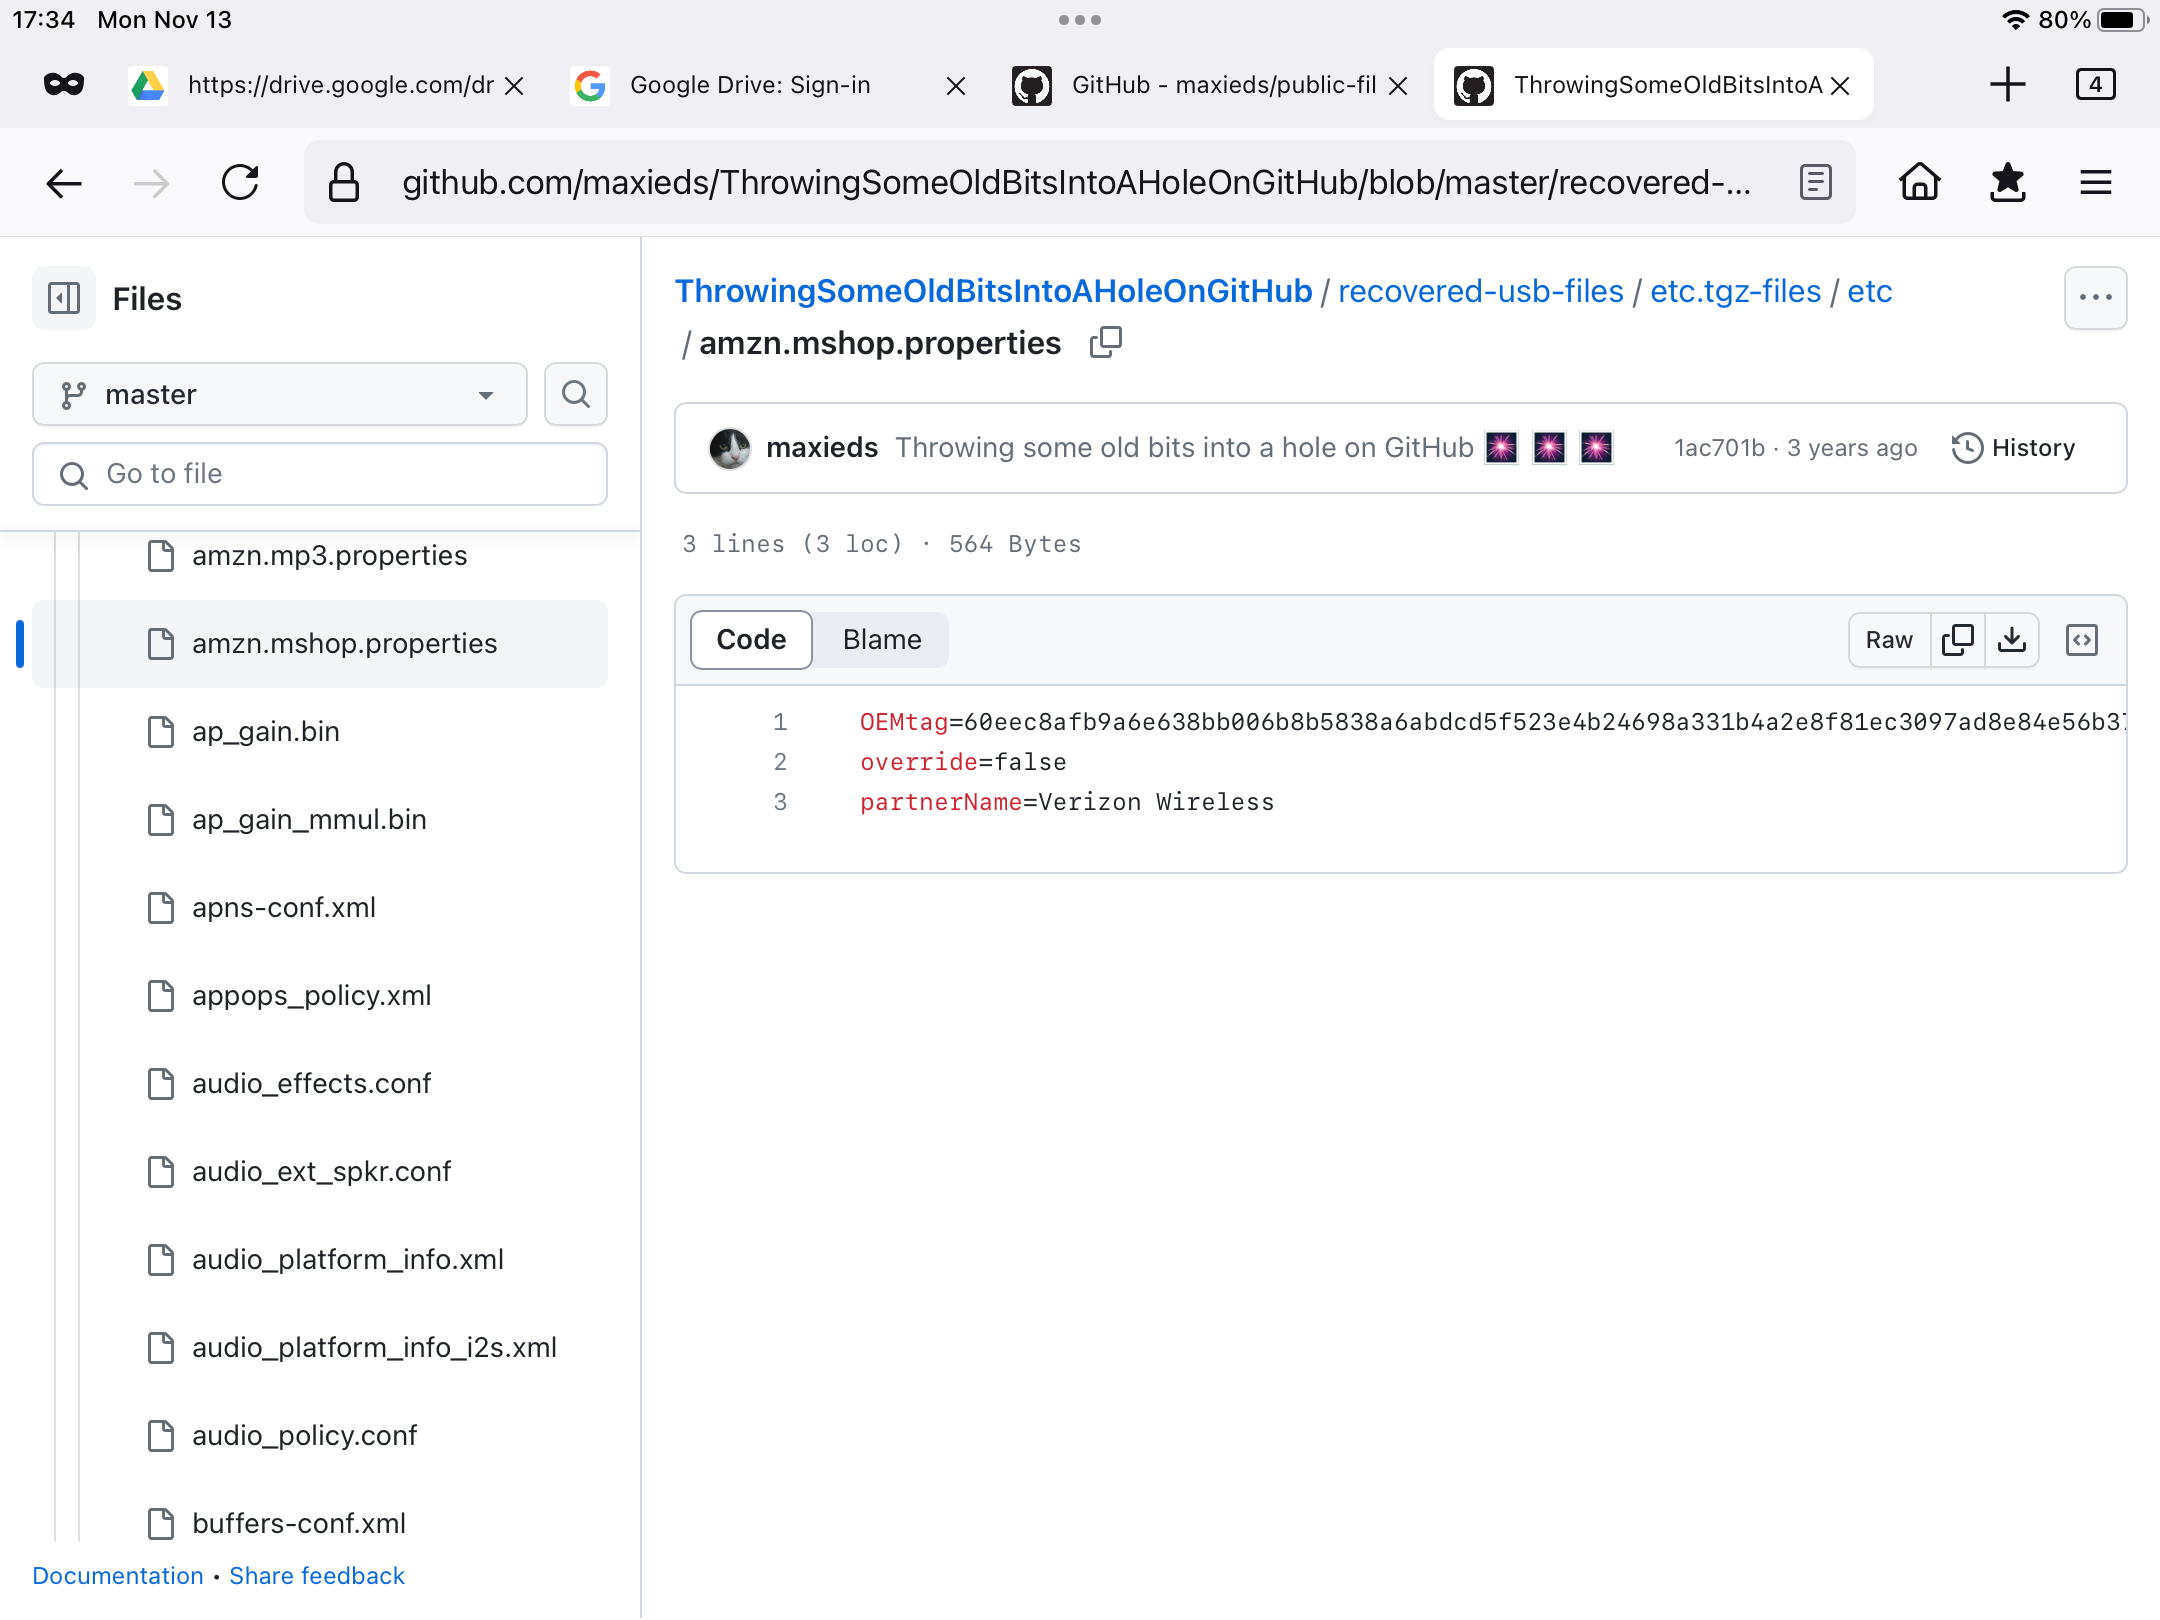 17:34 Mon Nov 13
80%
https://drive.google.com/dr
Google Drive: Sign-in
GitHub - maxieds/public-fil
ThrowingSomeOldBitsIntoA
4
github.com/maxieds/ThrowingSomeOldBitsIntoAHoleOnGitHub/blob/master/recovered-...
Files
master
Go to file
amzn.mp3.properties
amzn.mshop.properties
ap_gain.bin
ap_gain_mmul.bin
apns-conf.xml
appops_policy.xml
audio_effects.conf
audio_ext_spkr.conf
audio_platform_info.xml
audio_platform_info_i2s.xml
audio_policy.conf
buffers-conf.xml
Documentation • Share feedback
ThrowingSomeOldBitsIntoAHoleOnGitHub / recovered-usb-files / etc.tgz-files / etc
/ amzn.mshop.properties
maxieds Throwing some old bits into a hole on GitHub 1ac701b · 3 years ago History
3 lines (3 loc) · 564 Bytes
Code Blame Raw
1 OEMtag=60eec8afb9a6e638bb006b8b5838a6abdcd5f523e4b24698a331b4a2e8f81ec3097ad8e84e56b37
2 override=false
3 partnerName=Verizon Wireless